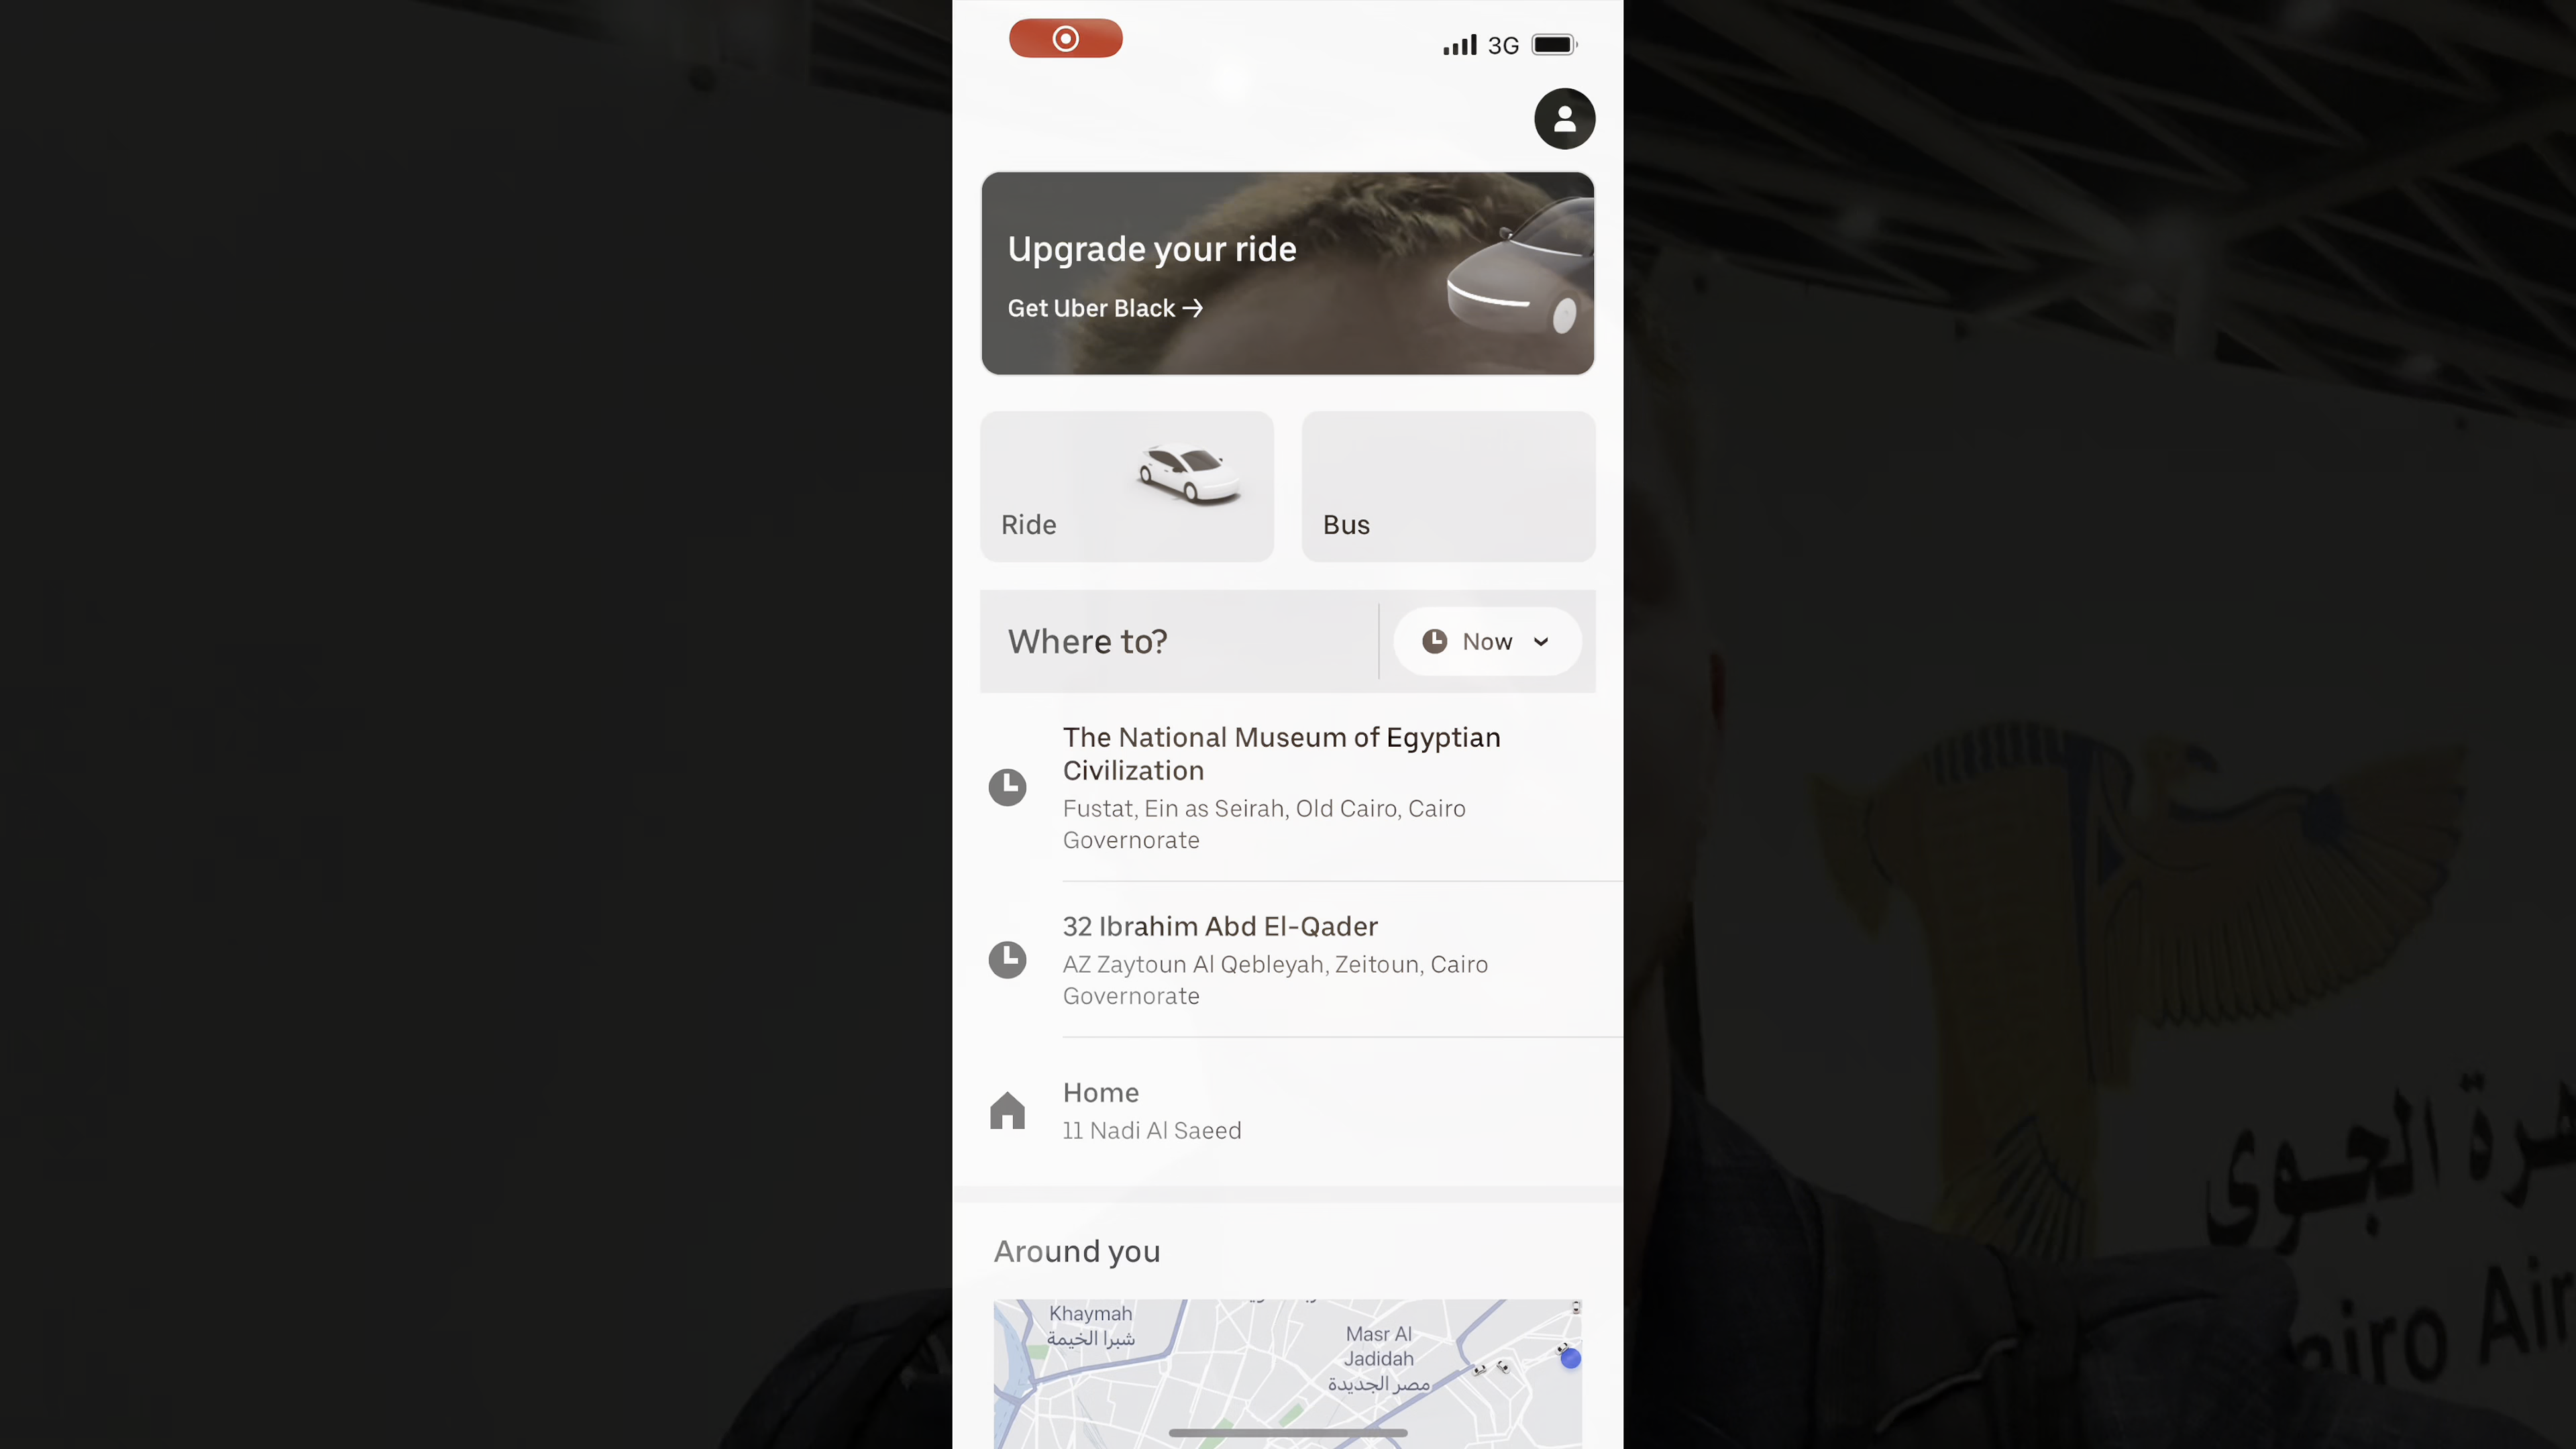 3G
Upgrade your ride
Get Uber Black →
Ride
Bus
Where to?
Now
The National Museum of Egyptian
Civilization
Fustat, Ein as Seirah, Old Cairo, Cairo
Governorate
32 Ibrahim Abd El-Qader
AZ Zaytoun Al Qebleyah, Zeitoun, Cairo
Governorate
Home
11 Nadi Al Saeed
Around you
Khaymah
شبرا الخيمة
Masr Al
Jadidah
مصر الجديدة
الجوى